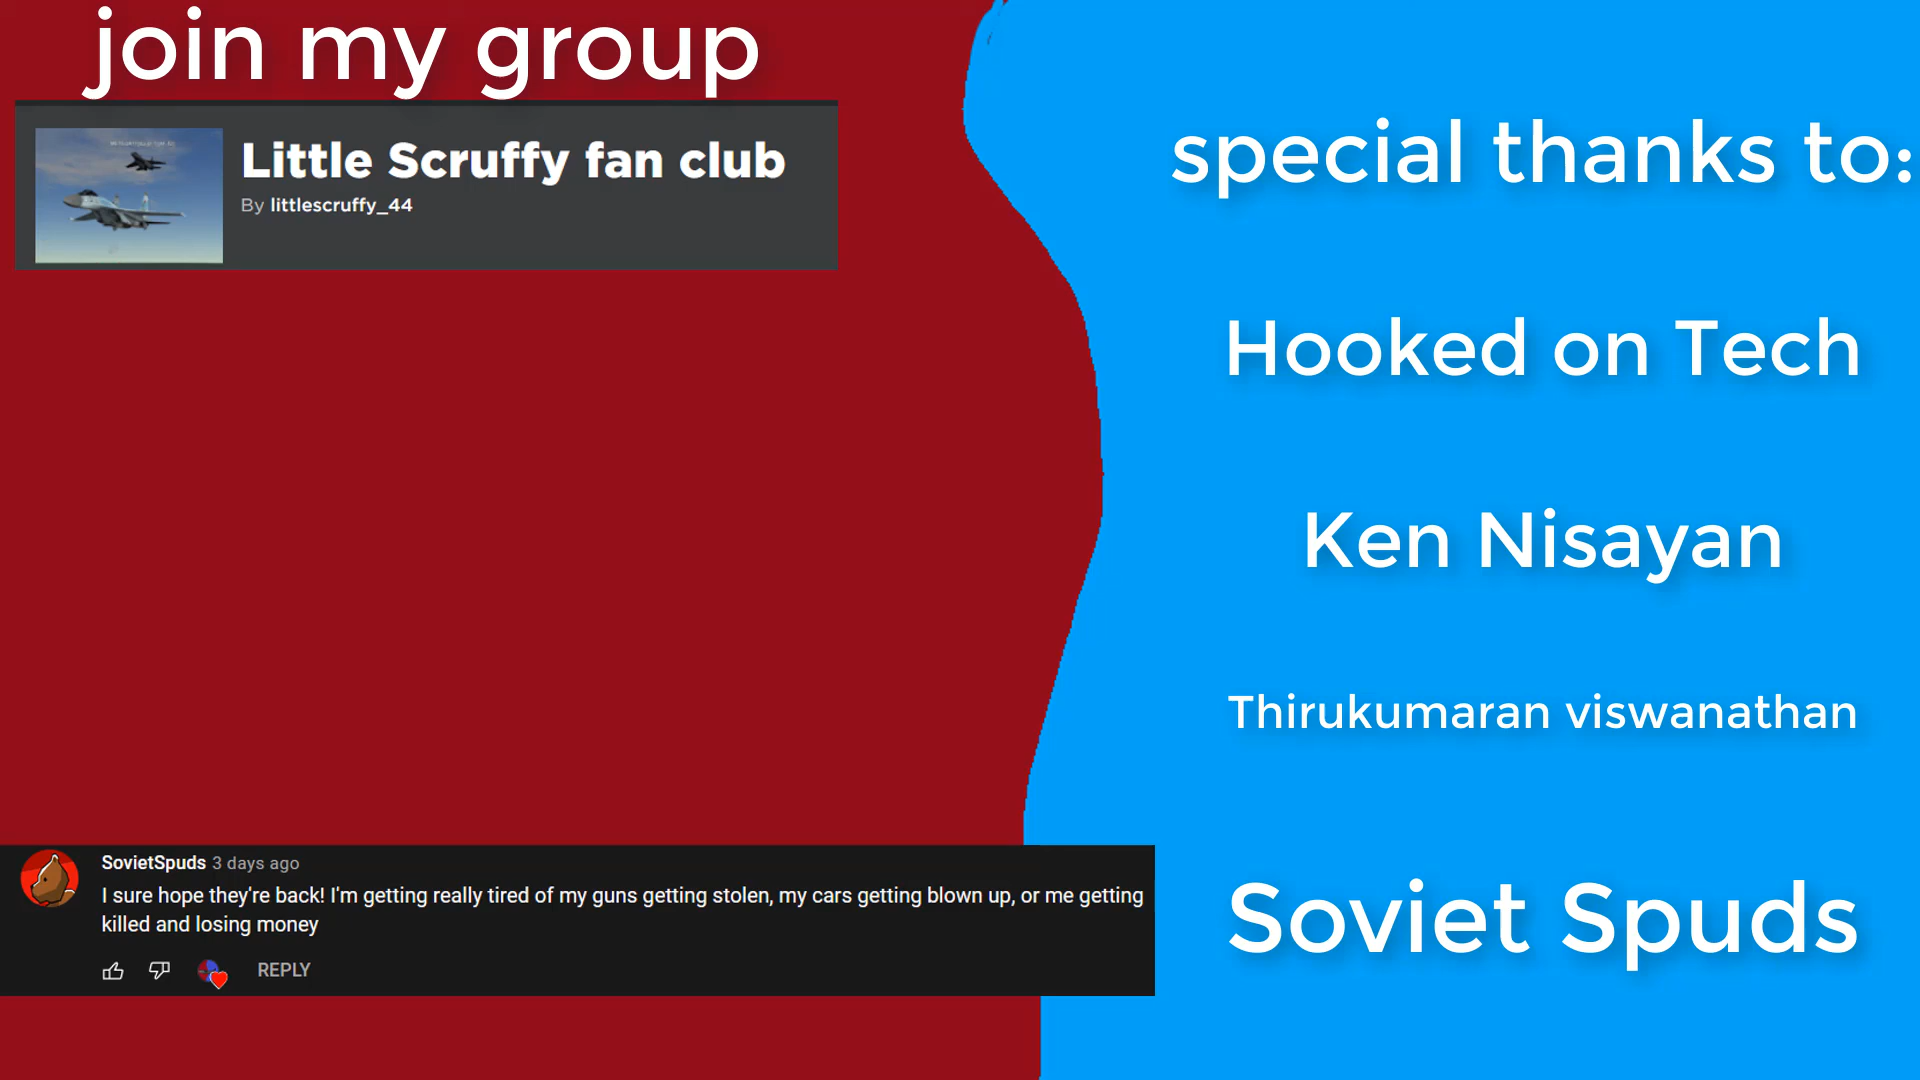 join my group
Little Scruffy fan club
By littlescruffy_44
special thanks to:
Hooked on Tech
Ken Nisayan
Thirukumaran viswanathan
Soviet Spuds
SovietSpuds 3 days ago
I sure hope they're back! I'm getting really tired of my guns getting stolen, my cars getting blown up, or me getting
killed and losing money
REPLY